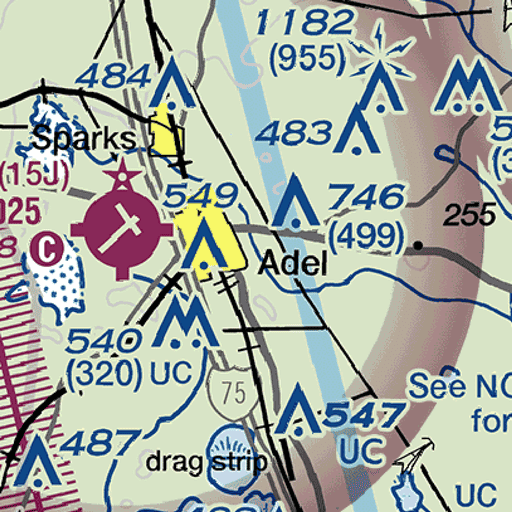 1182
(955)
484
483
Sparks
(15J)
025
8
C
549
746
(499)
255
Adel
540
(320) UC
75
547
UC
See NO
for
487
drag strip
UC